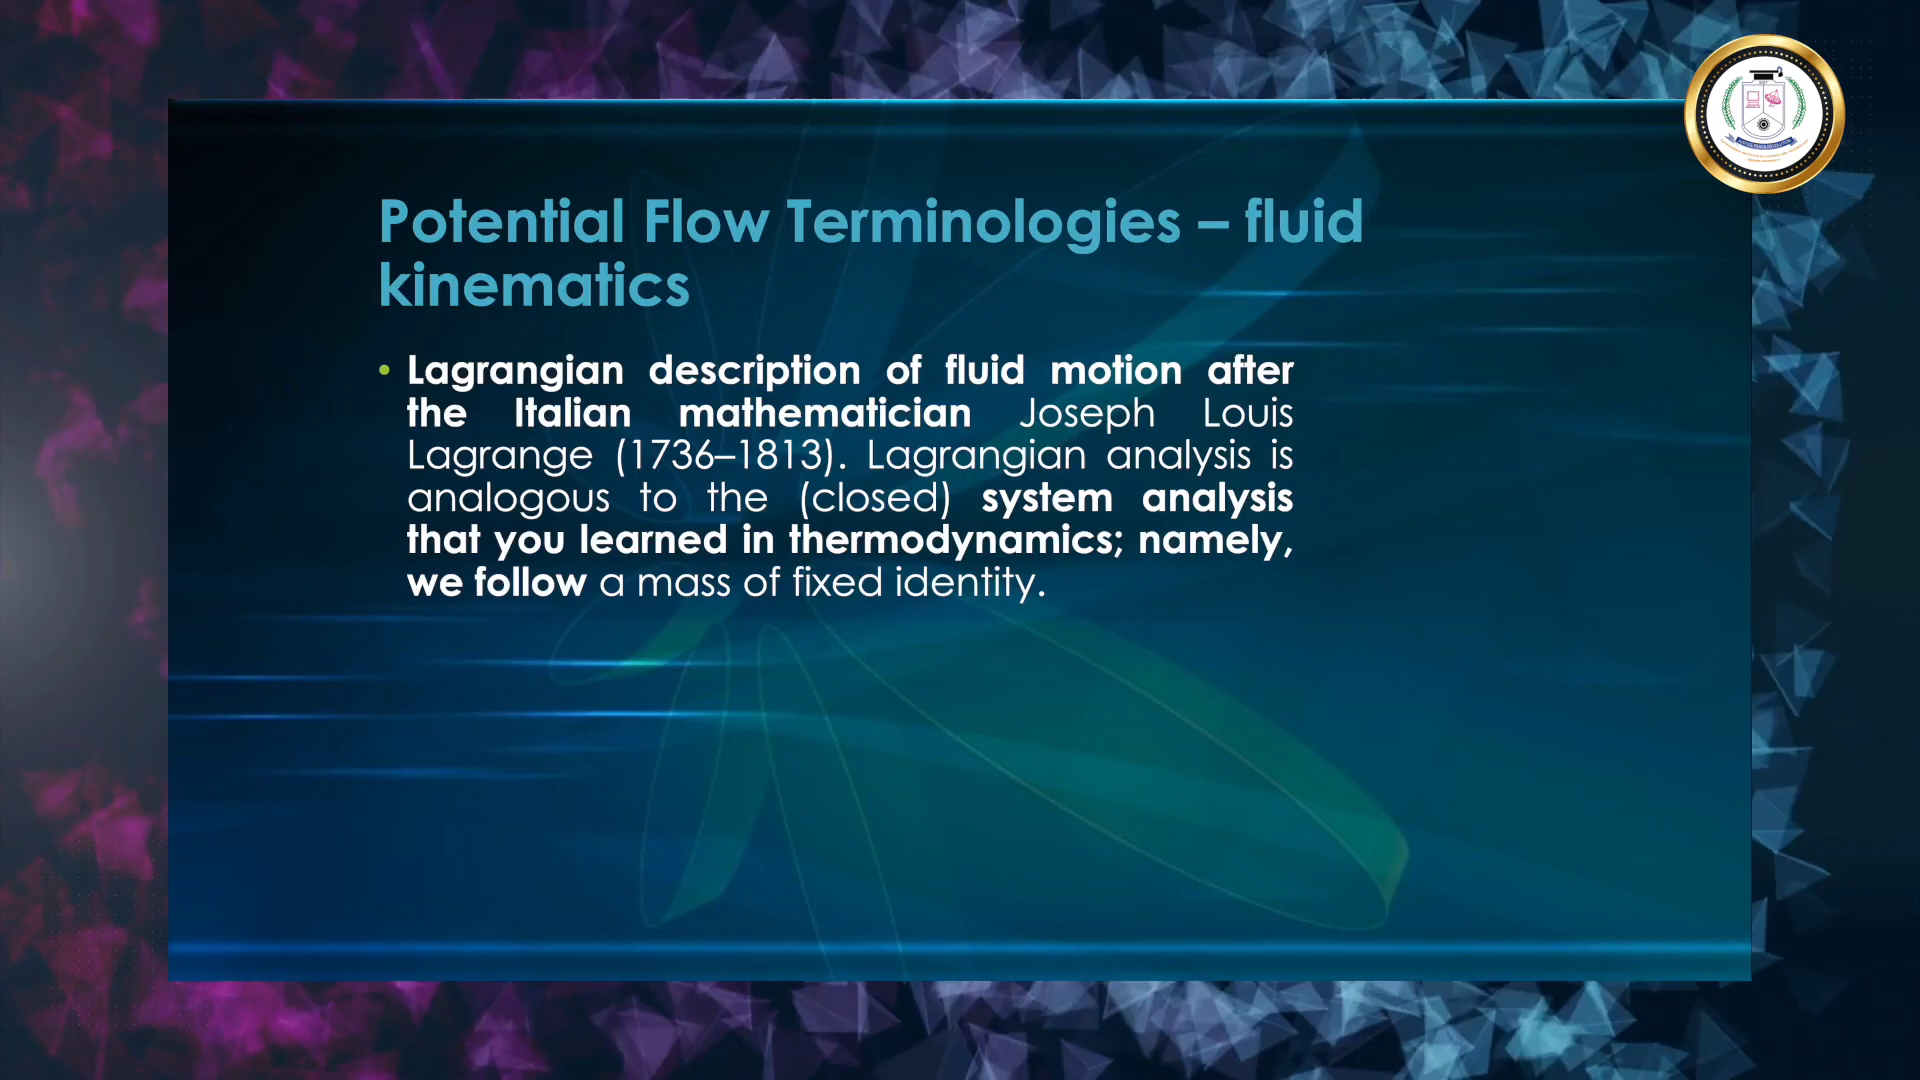 Potential Flow Terminologies – fluid
kinematics
• Lagrangian description of fluid motion after
the Italian mathematician Joseph Louis
Lagrange (1736–1813). Lagrangian analysis is
analogous to the (closed) system analysis
that you learned in thermodynamics; namely,
we follow a mass of fixed identity.